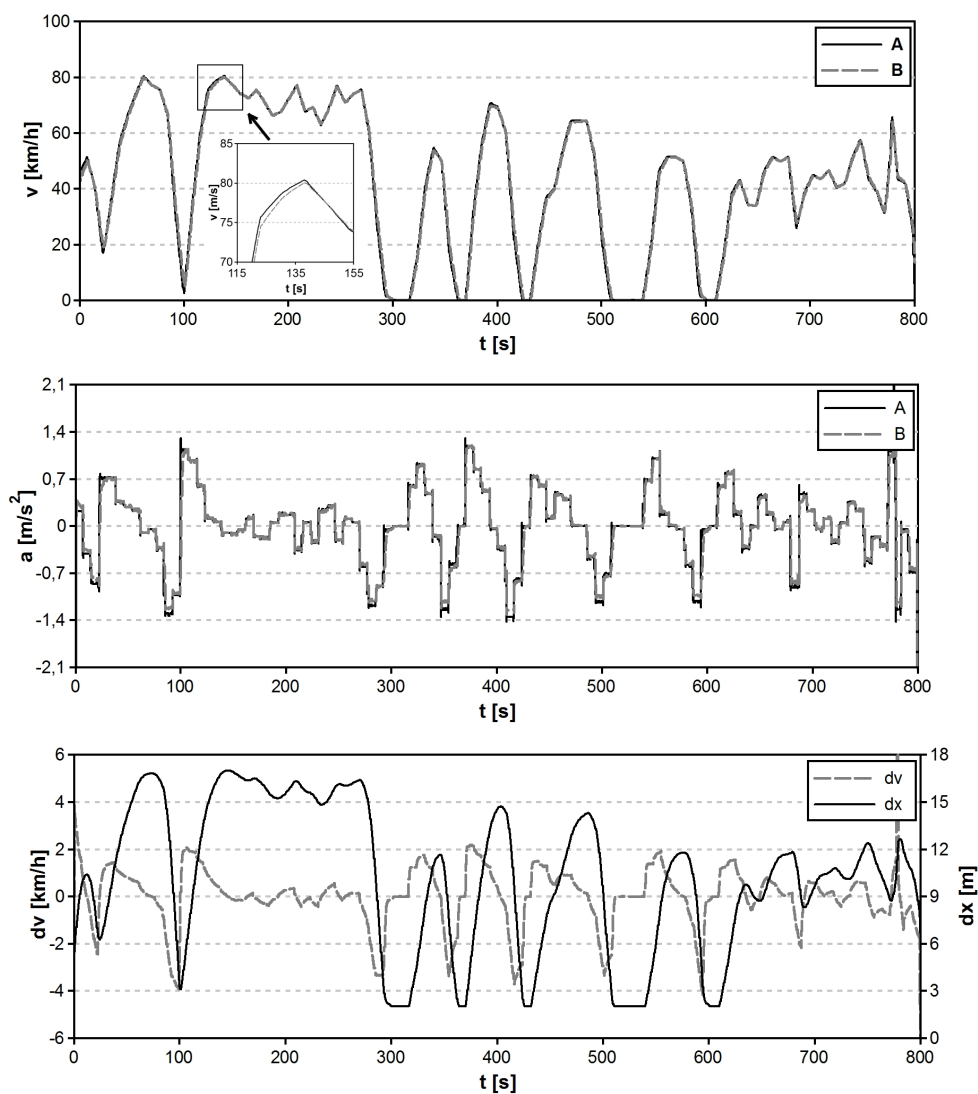 100
80
60
40
20
0
v [km/h]
A
B
85
80
75
70
v [m/s]
115 135 155
t [s]
0 100 200 300 400 500 600 700 800
t [s]
2,1
1,4
0,7
0
-0,7
-1,4
-2,1
a [m/s²]
A
B
0 100 200 300 400 500 600 700 800
t [s]
6
4
2
0
-2
-4
-6
dv [km/h]
dv
dx
18
15
12
9
6
3
0
dx [m]
0 100 200 300 400 500 600 700 800
t [s]